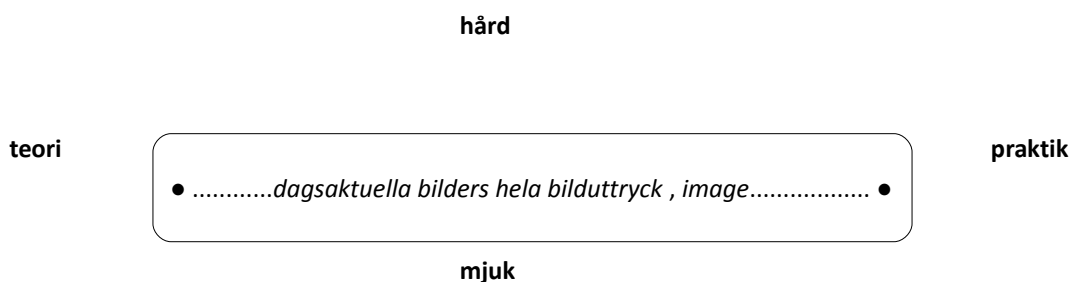 hård
teori
praktik
● ............dagsaktuella bilders hela bilduttryck , image.................. ●
mjuk